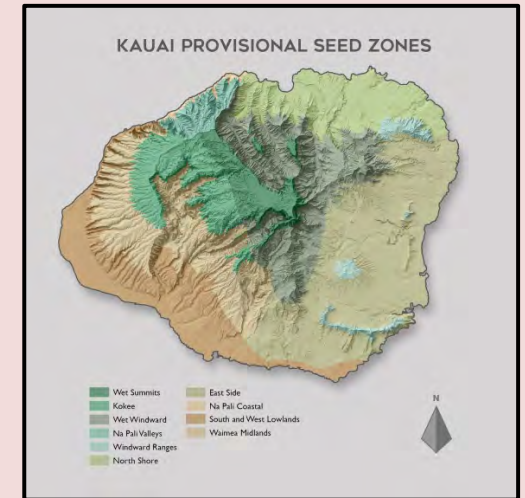 KAUAI PROVISIONAL SEED ZONES
Wet Summits
Kokee
Wet Windward
Na Pali Valleys
Windward Ranges
North Shore
East Side
Na Pali Coastal
South and West Lowlands
Waimea Midlands
N